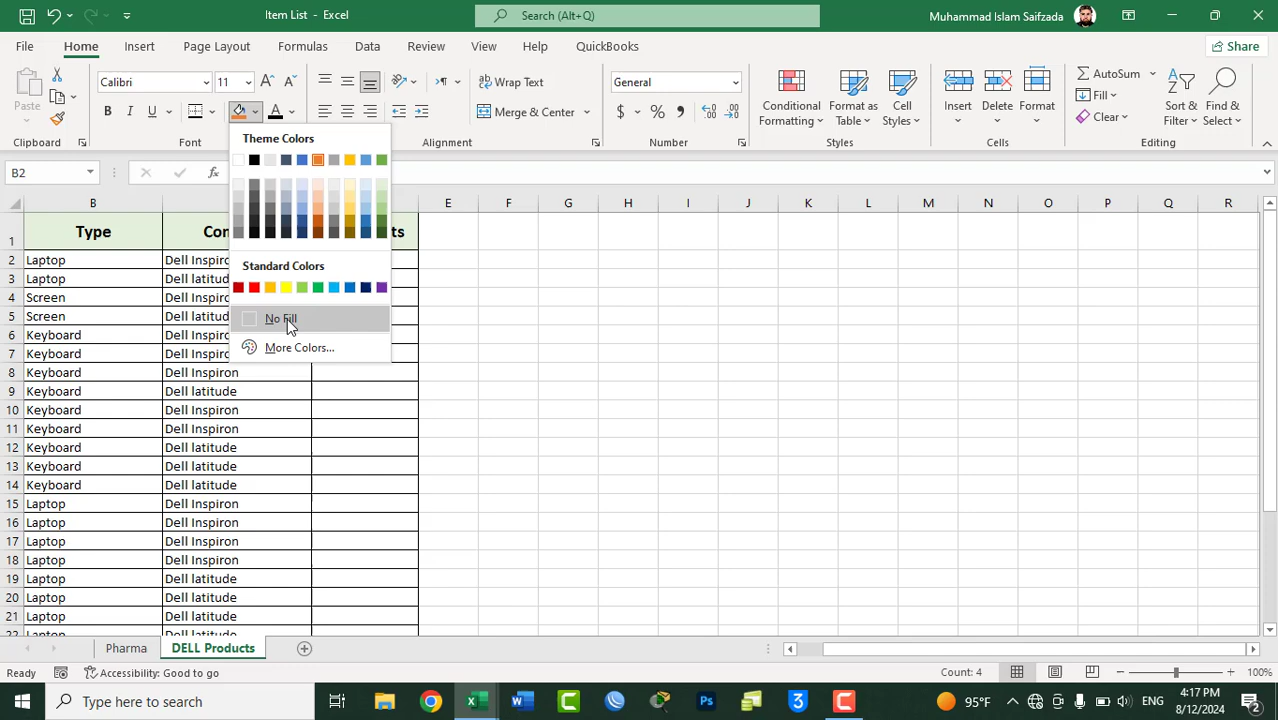 Item List - Excel
Search (Alt+Q)
Muhammad Islam Saifzada
File Home Insert Page Layout Formulas Data Review View Help QuickBooks
Share
Paste
Calibri 11
Wrap Text
General
Conditional Formatting
Format as Table
Cell Styles
Insert
Delete
Format
AutoSum
Fill
Clear
Sort & Filter
Find & Select
B I U A
Merge & Center
$ % ,
Clipboard Font Alignment Number Styles Cells Editing
B2
fx
Theme Colors
Standard Colors
No Fill
More Colors...
B E F G H I J K L M N O P Q R
1 Type Con ts
2 Laptop Dell Inspiro
3 Laptop Dell latitud
4 Screen Dell Inspiro
5 Screen Dell latitud
6 Keyboard Dell Inspiro
7 Keyboard Dell Inspiro
8 Keyboard Dell Inspiron
9 Keyboard Dell latitude
10 Keyboard Dell Inspiron
11 Keyboard Dell Inspiron
12 Keyboard Dell latitude
13 Keyboard Dell latitude
14 Keyboard Dell latitude
15 Laptop Dell Inspiron
16 Laptop Dell Inspiron
17 Laptop Dell Inspiron
18 Laptop Dell Inspiron
19 Laptop Dell latitude
20 Laptop Dell latitude
21 Laptop Dell latitude
22 Laptop Dell latitude
Pharma DELL Products
Ready Accessibility: Good to go Count: 4 100%
Type here to search
95°F
ENG
4:17 PM
8/12/2024
2